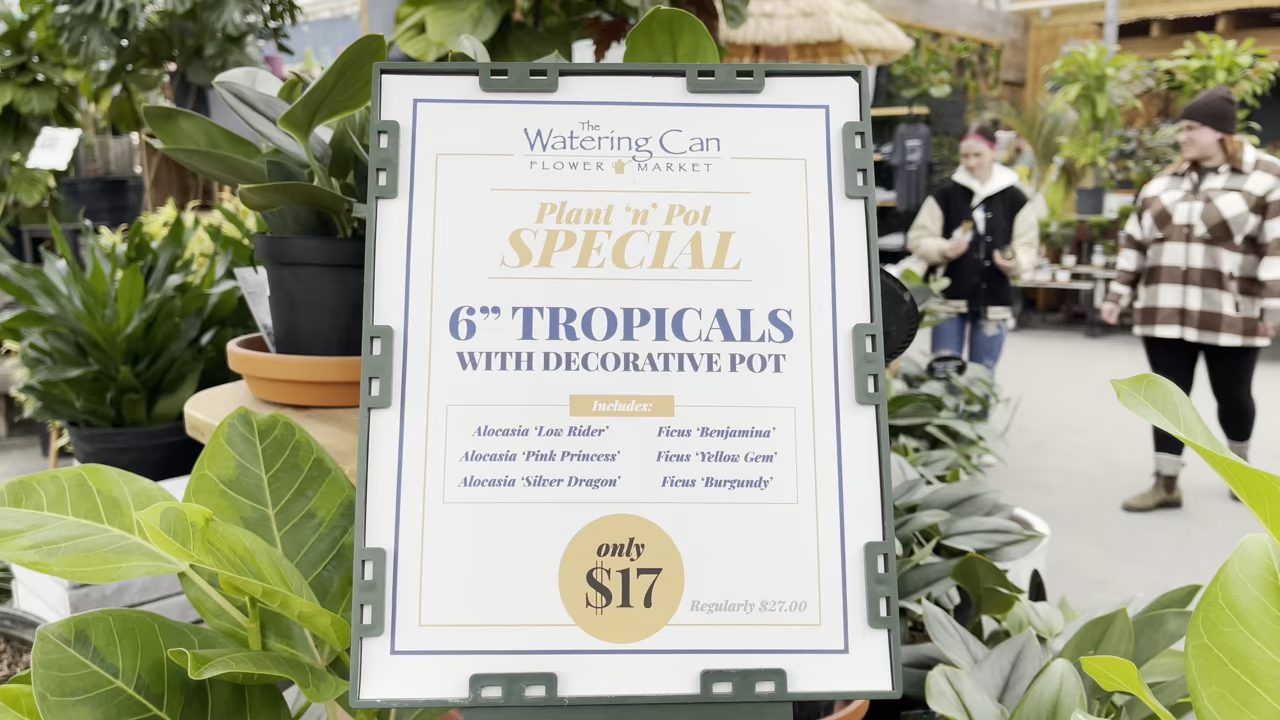 The
Watering Can
FLOWER MARKET
Plant ‘n’ Pot
SPECIAL
6” TROPICALS
WITH DECORATIVE POT
Includes:
Alocasia ‘Low Rider’
Alocasia ‘Pink Princess’
Alocasia ‘Silver Dragon’
Ficus ‘Benjamina’
Ficus ‘Yellow Gem’
Ficus ‘Burgundy’
only
$17
Regularly $27.00